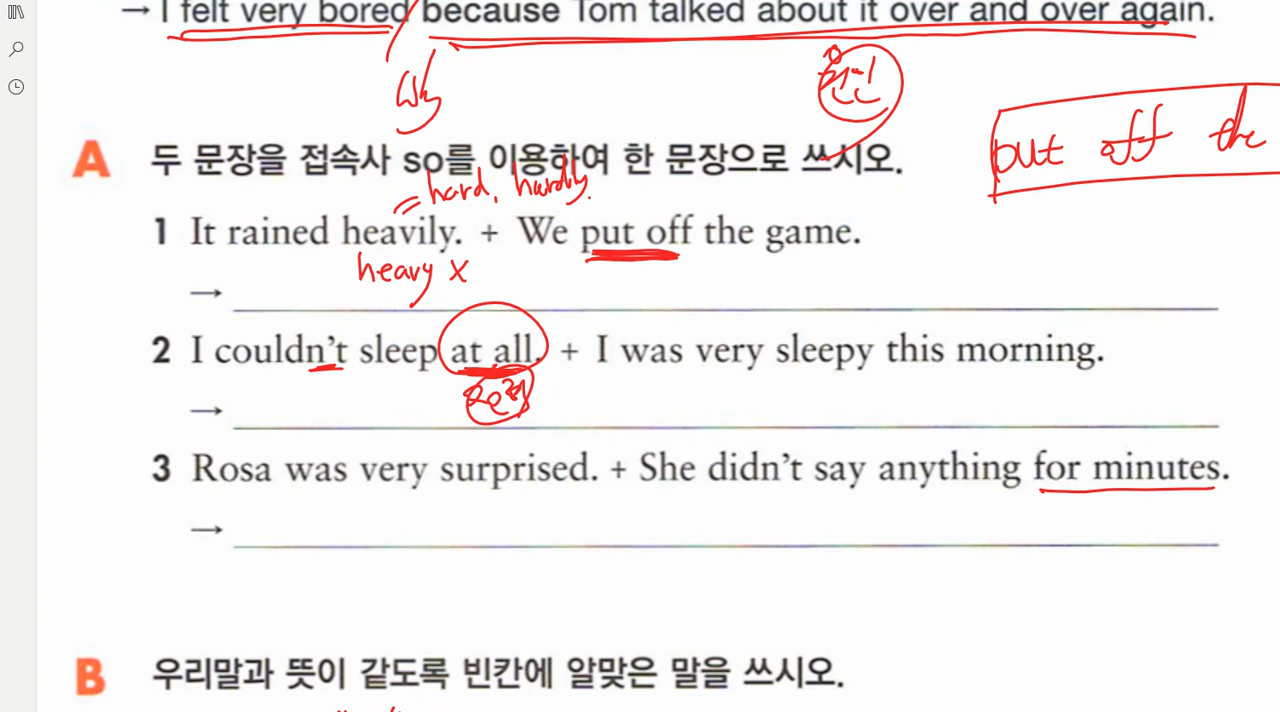 → I felt very bored because Tom talked about it over and over again.
Why
put off the
A 두 문장을 접속사 so를 이용하여 한 문장으로 쓰시오.
= hard, hardly.
1 It rained heavily. + We put off the game.
heavy x
→
2 I couldn't sleep at all. + I was very sleepy this morning.
→
3 Rosa was very surprised. + She didn't say anything for minutes.
→
B 우리말과 뜻이 같도록 빈칸에 알맞은 말을 쓰시오.